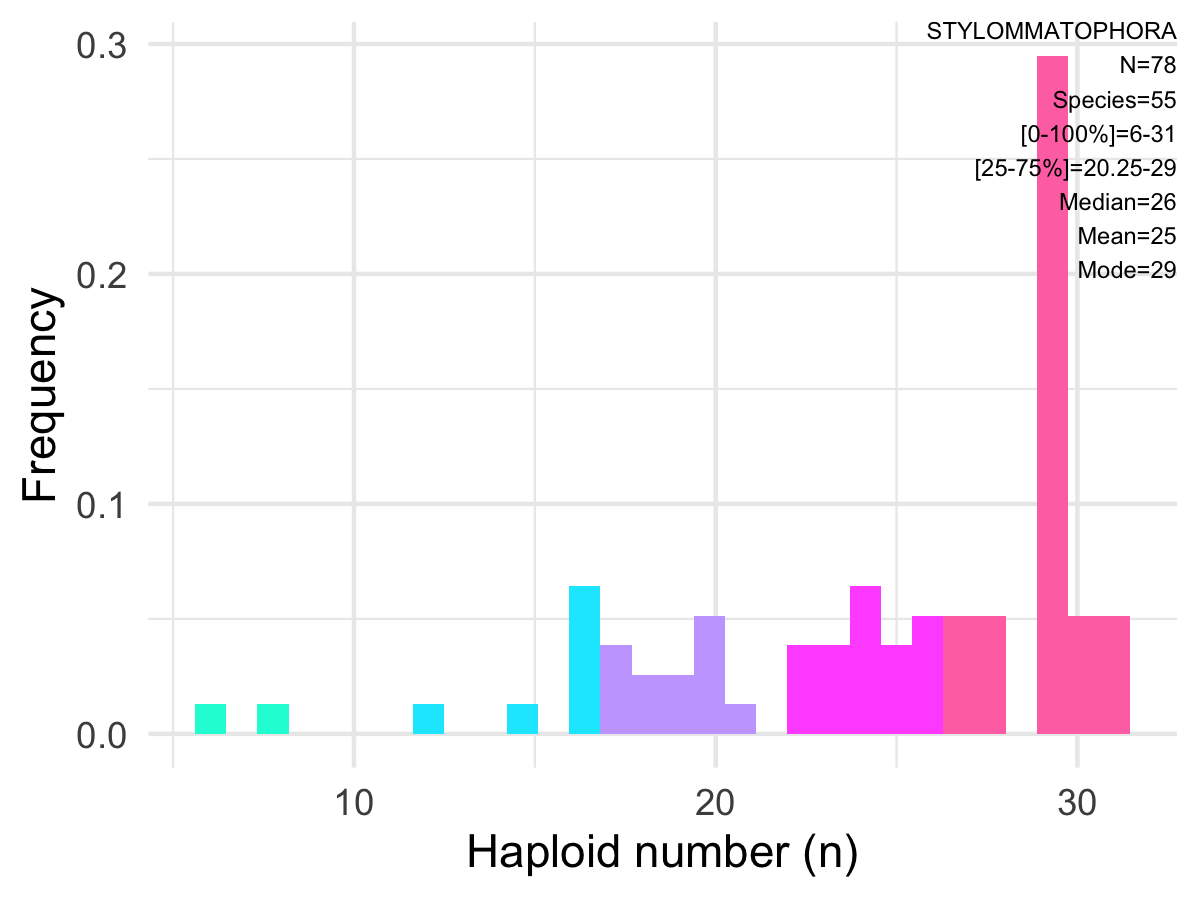 STYLOMMATOPHORA
N=78
Species=55
[0-100%]=6-31
[25-75%]=20.25-29
Median=26
Mean=25
Mode=29
0.3
0.2
0.1
0.0
Frequency
10 20 30
Haploid number (n)